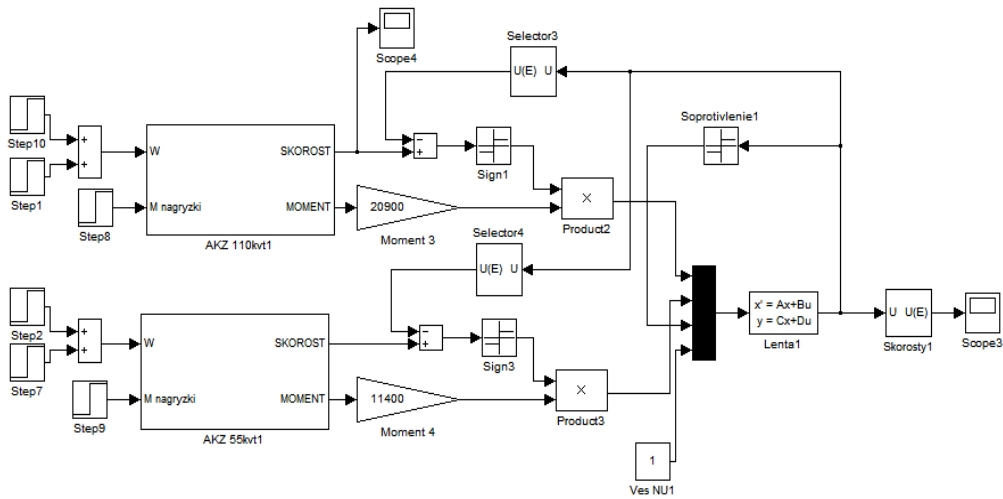 Scope4
Selector3
U(E) U
Soprotivlenie1
Step10
Step1
+
+
W
SKOROST
M nagryzki
MOMENT
AKZ 110kvt1
Step8
−
+
Sign1
20900
Moment 3
×
Product2
Selector4
U(E) U
Step2
Step7
+
+
W
SKOROST
M nagryzki
MOMENT
AKZ 55kvt1
Step9
−
+
Sign3
11400
Moment 4
×
Product3
x' = Ax+Bu
y = Cx+Du
Lenta1
U U(E)
Skorosty1
Scope3
1
Ves NU1